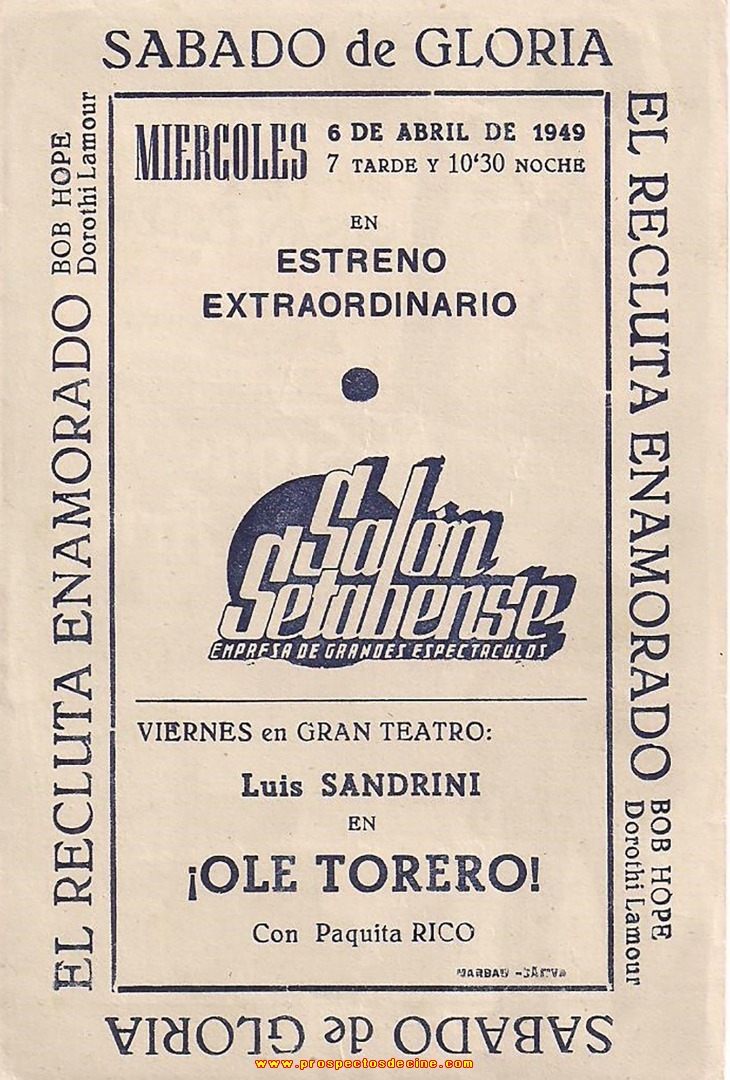 SABADO de GLORIA
EL RECLUTA ENAMORADO
BOB HOPE
Dorothi Lamour
MIERCOLES
6 DE ABRIL DE 1949
7 TARDE Y 10'30 NOCHE
EN
ESTRENO
EXTRAORDINARIO
Salón
Setabense
EMPRESA DE GRANDES ESPECTACULOS
VIERNES en GRAN TEATRO:
Luis SANDRINI
EN
¡OLE TORERO!
Con Paquita RICO
EL RECLUTA ENAMORADO
BOB HOPE
Dorothi Lamour
SABADO de GLORIA
www.prospectosdecine.com